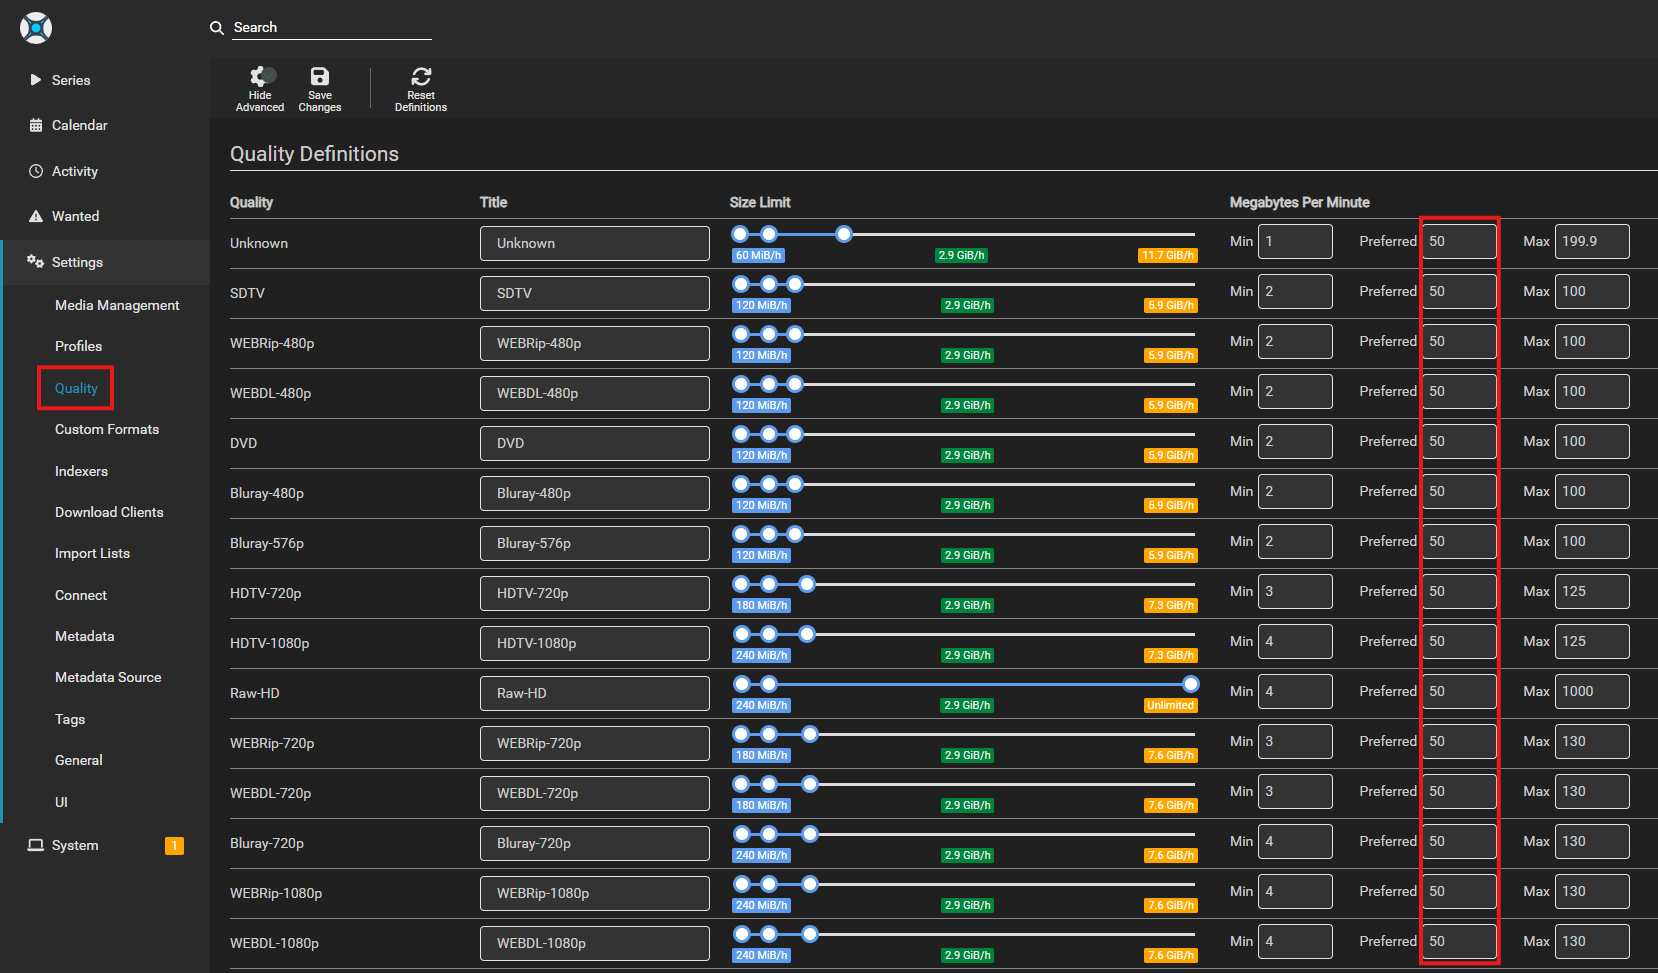 Search
Series
Calendar
Activity
Wanted
Settings
Media Management
Profiles
Quality
Custom Formats
Indexers
Download Clients
Import Lists
Connect
Metadata
Metadata Source
Tags
General
UI
System 1
Hide Advanced
Save Changes
Reset Definitions
Quality Definitions
Quality Title Size Limit Megabytes Per Minute
Unknown Unknown 60 MiB/h 2.9 GiB/h 11.7 GiB/h Min 1 Preferred 50 Max 199.9
SDTV SDTV 120 MiB/h 2.9 GiB/h 5.9 GiB/h Min 2 Preferred 50 Max 100
WEBRip-480p WEBRip-480p 120 MiB/h 2.9 GiB/h 5.9 GiB/h Min 2 Preferred 50 Max 100
WEBDL-480p WEBDL-480p 120 MiB/h 2.9 GiB/h 5.9 GiB/h Min 2 Preferred 50 Max 100
DVD DVD 120 MiB/h 2.9 GiB/h 5.9 GiB/h Min 2 Preferred 50 Max 100
Bluray-480p Bluray-480p 120 MiB/h 2.9 GiB/h 5.9 GiB/h Min 2 Preferred 50 Max 100
Bluray-576p Bluray-576p 120 MiB/h 2.9 GiB/h 5.9 GiB/h Min 2 Preferred 50 Max 100
HDTV-720p HDTV-720p 180 MiB/h 2.9 GiB/h 7.3 GiB/h Min 3 Preferred 50 Max 125
HDTV-1080p HDTV-1080p 240 MiB/h 2.9 GiB/h 7.3 GiB/h Min 4 Preferred 50 Max 125
Raw-HD Raw-HD 240 MiB/h 2.9 GiB/h Unlimited Min 4 Preferred 50 Max 1000
WEBRip-720p WEBRip-720p 180 MiB/h 2.9 GiB/h 7.6 GiB/h Min 3 Preferred 50 Max 130
WEBDL-720p WEBDL-720p 180 MiB/h 2.9 GiB/h 7.6 GiB/h Min 3 Preferred 50 Max 130
Bluray-720p Bluray-720p 240 MiB/h 2.9 GiB/h 7.6 GiB/h Min 4 Preferred 50 Max 130
WEBRip-1080p WEBRip-1080p 240 MiB/h 2.9 GiB/h 7.6 GiB/h Min 4 Preferred 50 Max 130
WEBDL-1080p WEBDL-1080p 240 MiB/h 2.9 GiB/h 7.6 GiB/h Min 4 Preferred 50 Max 130